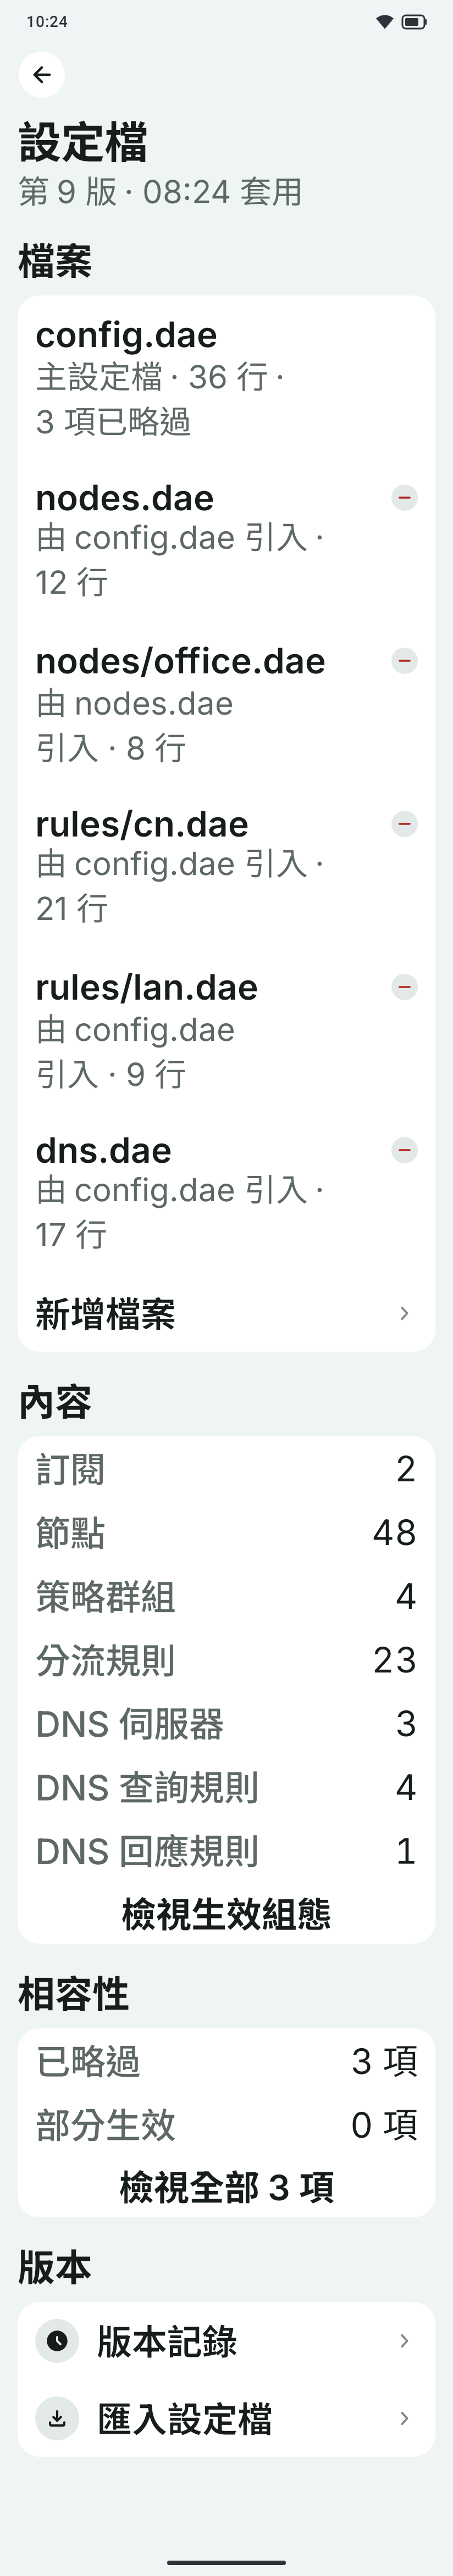 10:24
設定檔
第 9 版 · 08:24 套用
檔案
config.dae
主設定檔 · 36 行 ·
3 項已略過
nodes.dae
由 config.dae 引入 ·
12 行
nodes/office.dae
由 nodes.dae
引入 · 8 行
rules/cn.dae
由 config.dae 引入 ·
21 行
rules/lan.dae
由 config.dae
引入 · 9 行
dns.dae
由 config.dae 引入 ·
17 行
新增檔案
內容
訂閱 2
節點 48
策略群組 4
分流規則 23
DNS 伺服器 3
DNS 查詢規則 4
DNS 回應規則 1
檢視生效組態
相容性
已略過 3 項
部分生效 0 項
檢視全部 3 項
版本
版本記錄
匯入設定檔